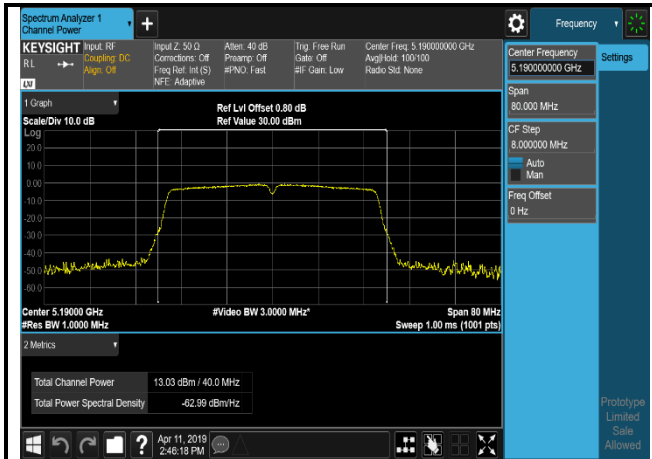 Spectrum Analyzer 1
Channel Power
+
Frequency
KEYSIGHT
RL
Input: RF
Coupling: DC
Align: Off
Input Z: 50 Ω
Corrections: Off
Freq Ref: Int (S)
NFE: Adaptive
Atten: 40 dB
Preamp: Off
#PNO: Fast
Trig: Free Run
Gate: Off
#IF Gain: Low
Center Freq: 5.190000000 GHz
Avg|Hold: 100/100
Radio Std: None
1 Graph
Scale/Div 10.0 dB
Ref Lvl Offset 0.80 dB
Ref Value 30.00 dBm
Log
20.0
10.0
0.00
-10.0
-20.0
-30.0
-40.0
-50.0
-60.0
Center 5.19000 GHz
#Res BW 1.0000 MHz
#Video BW 3.0000 MHz*
Span 80 MHz
Sweep 1.00 ms (1001 pts)
2 Metrics
Total Channel Power 13.03 dBm / 40.0 MHz
Total Power Spectral Density -62.99 dBm/Hz
Center Frequency
5.190000000 GHz
Settings
Span
80.000 MHz
CF Step
8.000000 MHz
Auto
Man
Freq Offset
0 Hz
Prototype
Limited
Sale
Allowed
?
Apr 11, 2019
2:46:18 PM